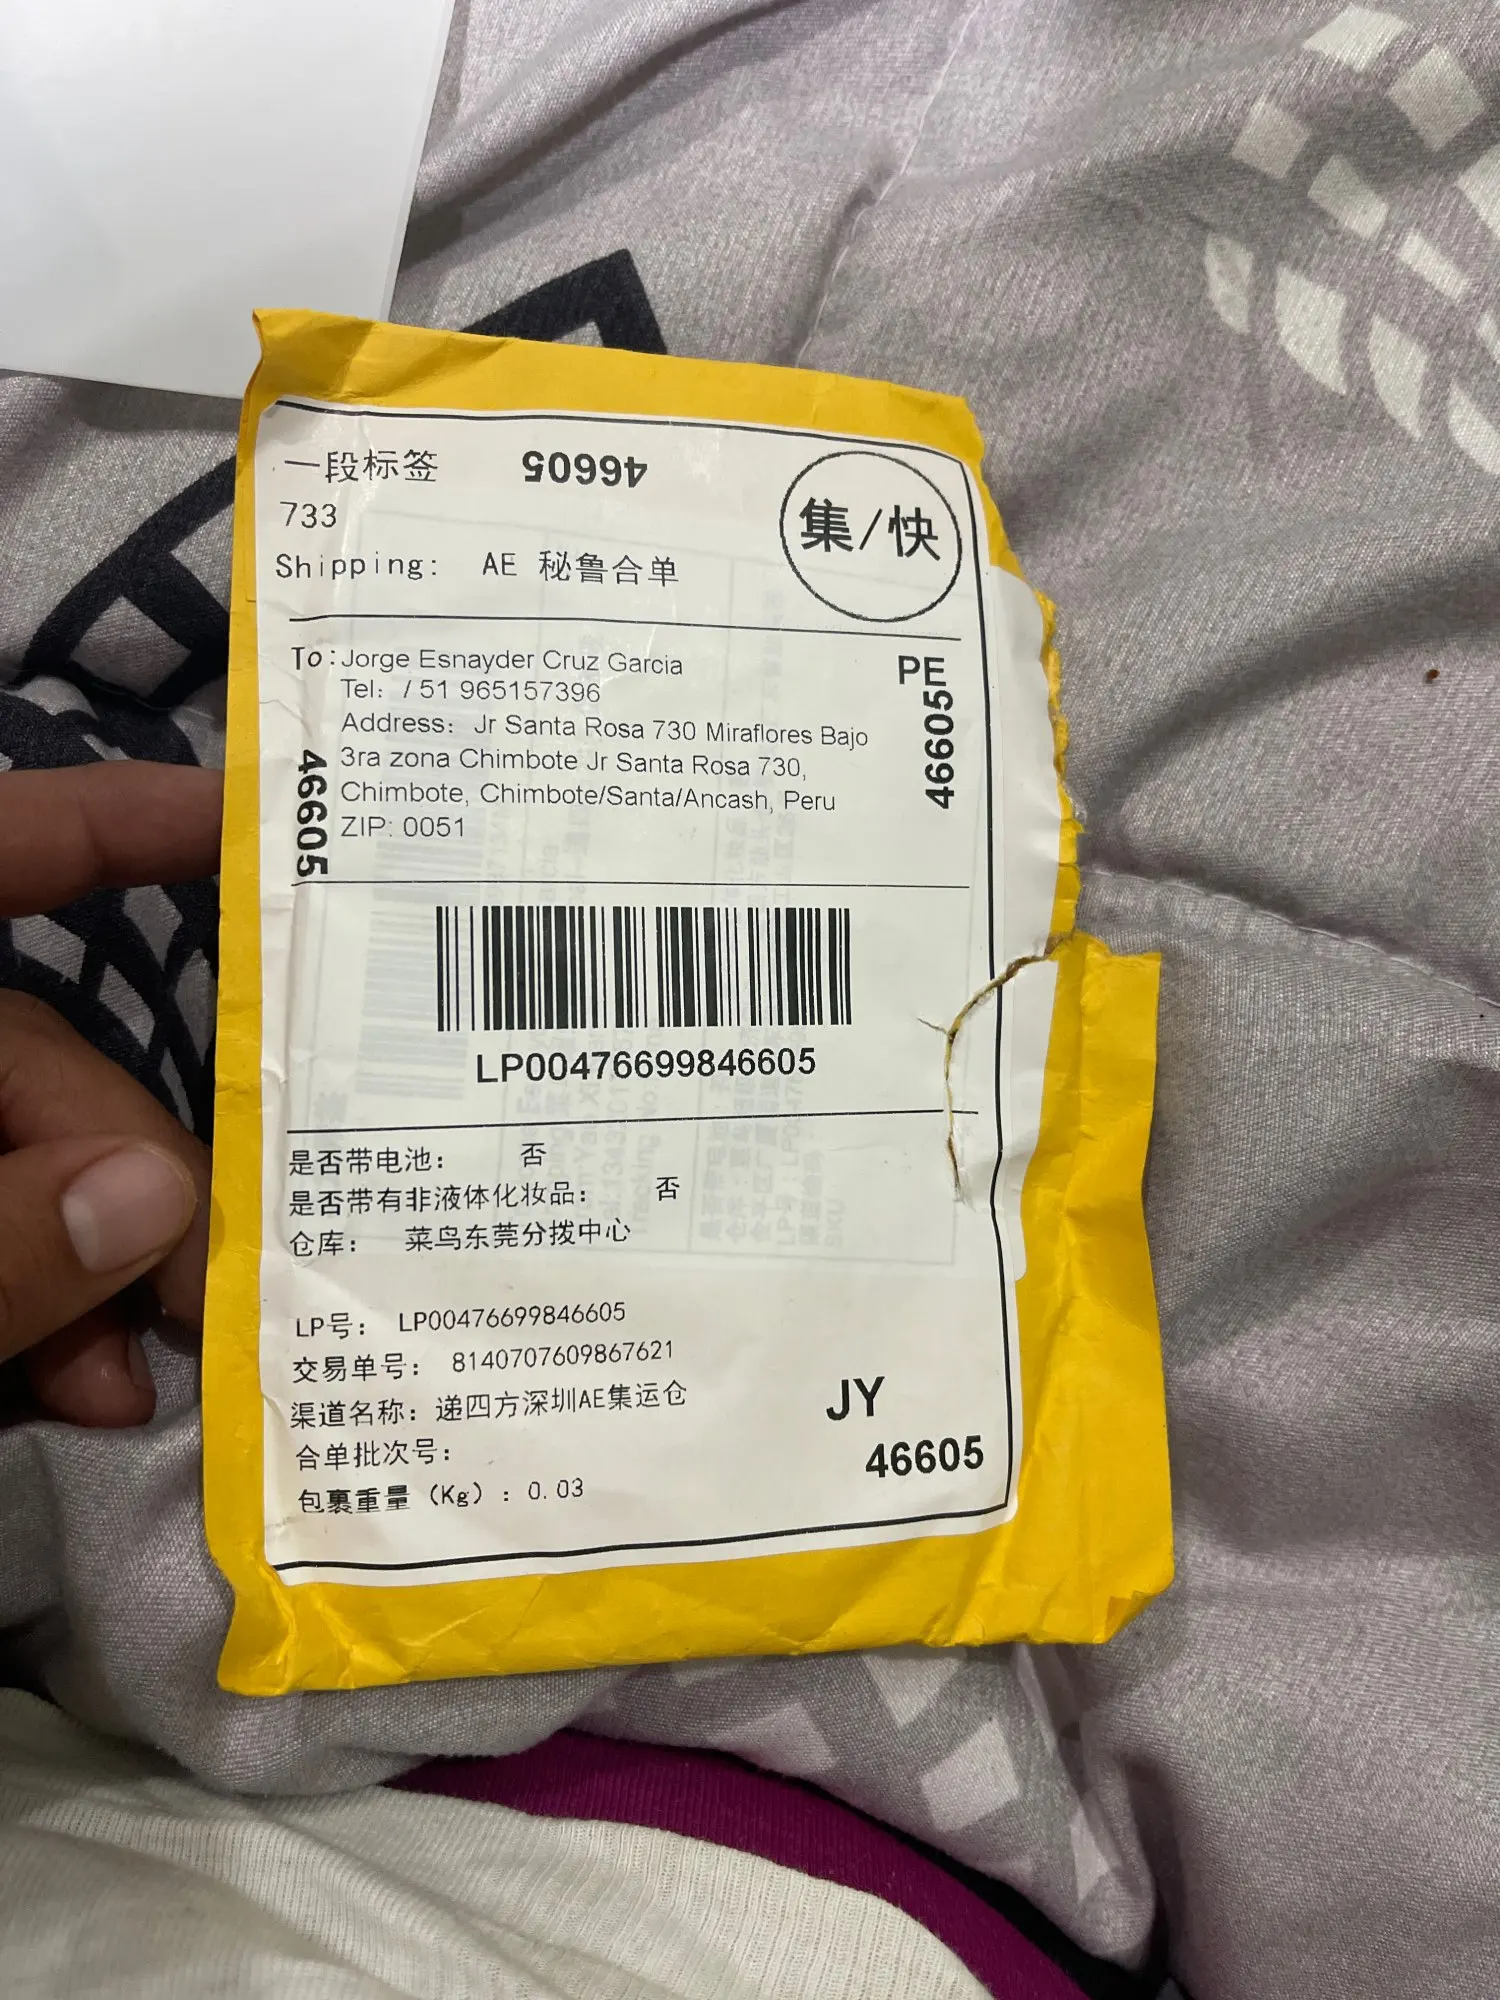 一段标签
46605
集/快
733
Shipping: AE 秘鲁合单
To:Jorge Esnayder Cruz Garcia
PE
Tel: / 51 965157396
Address: Jr Santa Rosa 730 Miraflores Bajo
3ra zona Chimbote Jr Santa Rosa 730,
Chimbote, Chimbote/Santa/Ancash, Peru
ZIP: 0051
46605
46605
LP00476699846605
是否带电池: 否
是否带有非液体化妆品: 否
仓库: 菜鸟东莞分拨中心
LP号: LP00476699846605
交易单号: 8140707609867621
渠道名称: 递四方深圳AE集运仓
合单批次号:
包裹重量 (Kg) : 0.03
JY
46605